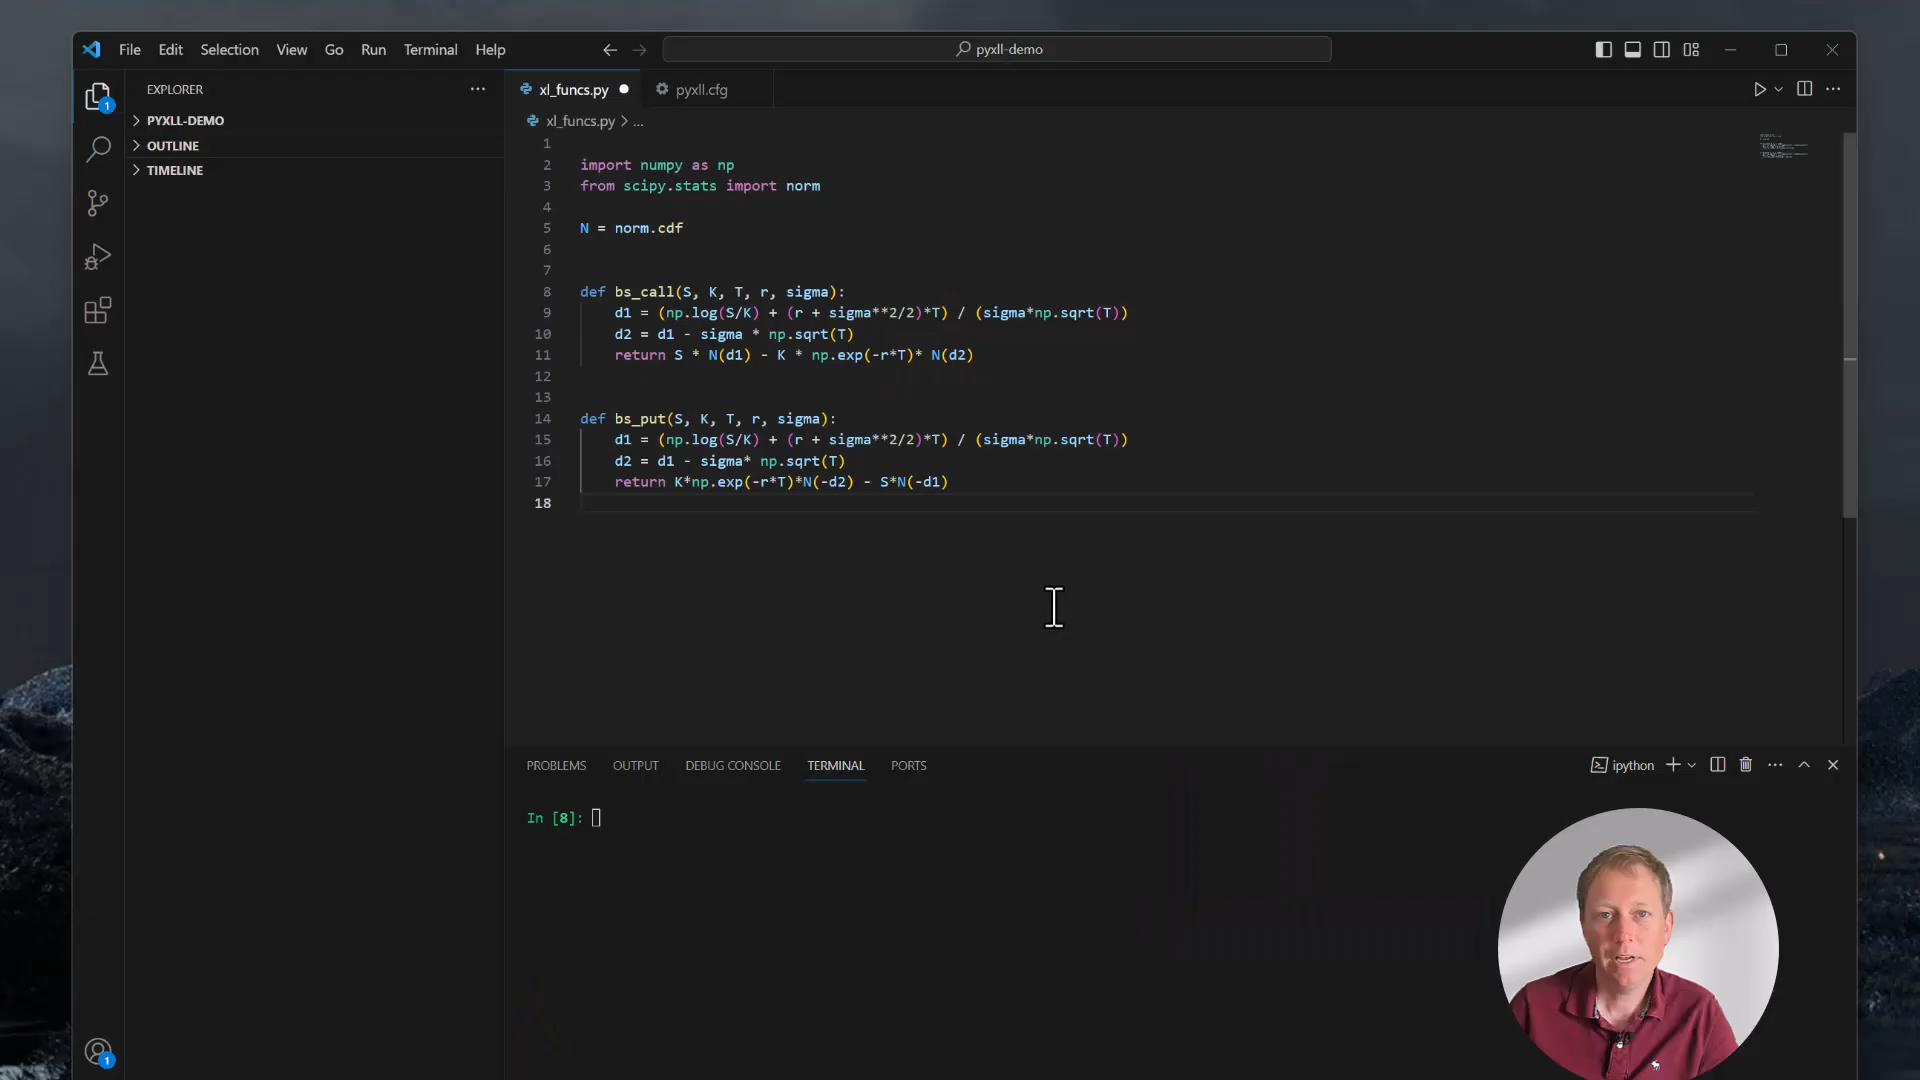 File Edit Selection View Go Run Terminal Help
pyxll-demo
EXPLORER
1
PYXLL-DEMO
OUTLINE
TIMELINE
xl_funcs.py
pyxll.cfg
xl_funcs.py > ...
1
2 import numpy as np
3 from scipy.stats import norm
4
5 N = norm.cdf
6
7
8 def bs_call(S, K, T, r, sigma):
9 d1 = (np.log(S/K) + (r + sigma**2/2)*T) / (sigma*np.sqrt(T))
10 d2 = d1 - sigma * np.sqrt(T)
11 return S * N(d1) - K * np.exp(-r*T)* N(d2)
12
13
14 def bs_put(S, K, T, r, sigma):
15 d1 = (np.log(S/K) + (r + sigma**2/2)*T) / (sigma*np.sqrt(T))
16 d2 = d1 - sigma* np.sqrt(T)
17 return K*np.exp(-r*T)*N(-d2) - S*N(-d1)
18
PROBLEMS OUTPUT DEBUG CONSOLE TERMINAL PORTS
ipython
In [8]:
1